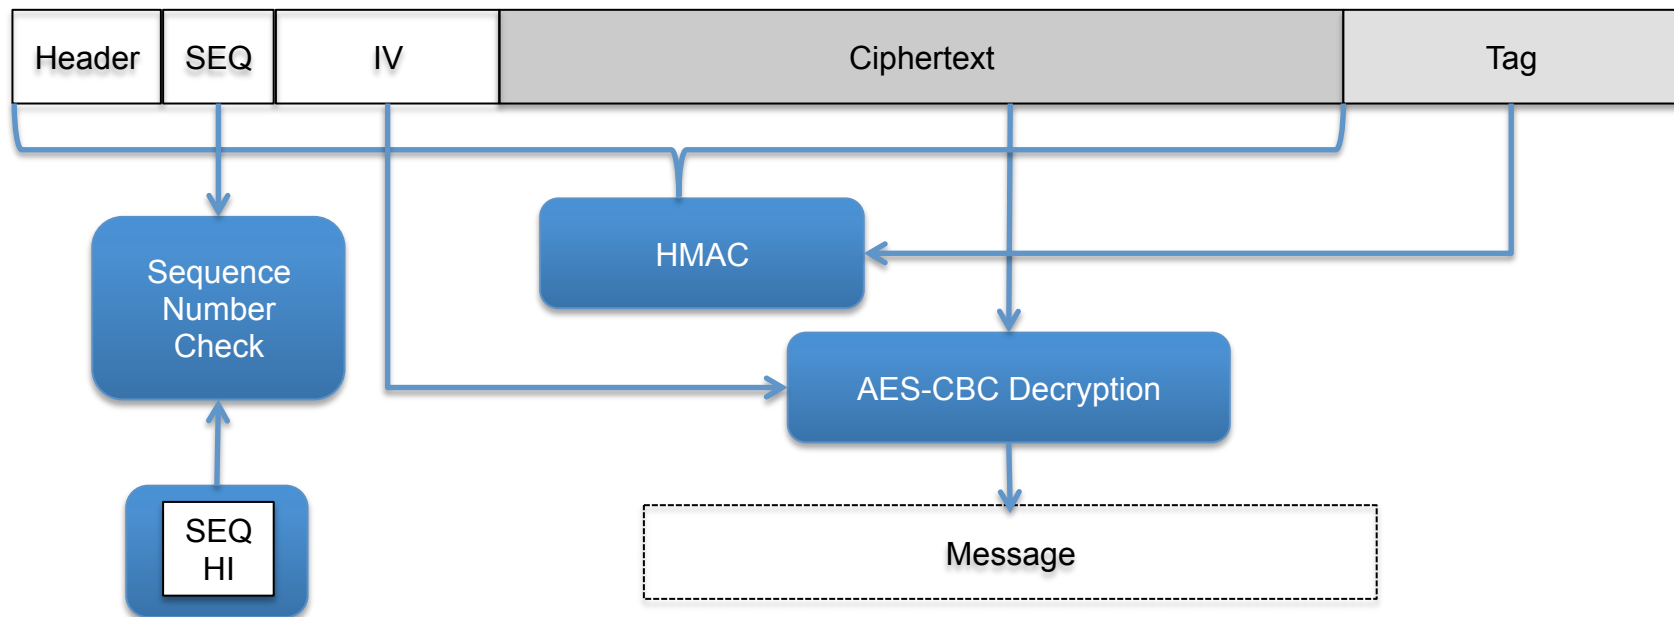 Header SEQ IV Ciphertext Tag
Sequence
Number
Check
HMAC
AES-CBC Decryption
SEQ
HI
Message